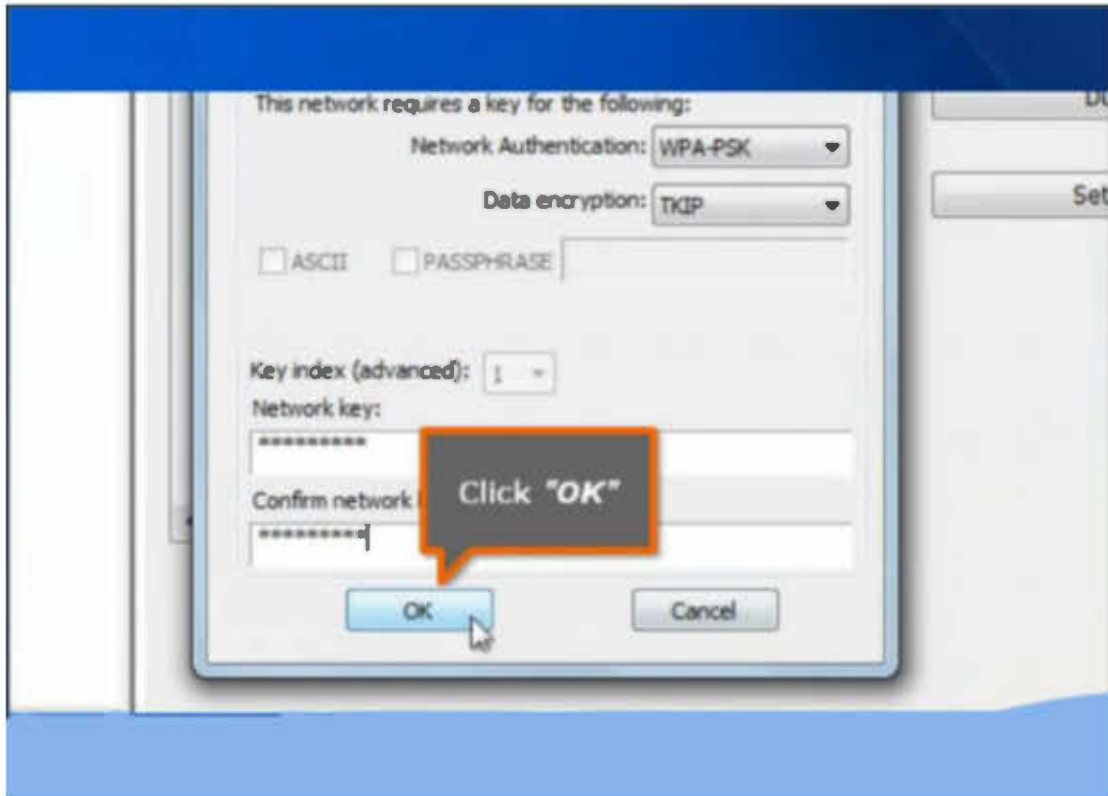 This network requires a key for the following:
Network Authentication: WPA-PSK
Data encryption: TKIP
ASCII PASSPHRASE
Key index (advanced): 1
Network key:
*********
Click "OK"
Confirm network
*********
OK Cancel
Set